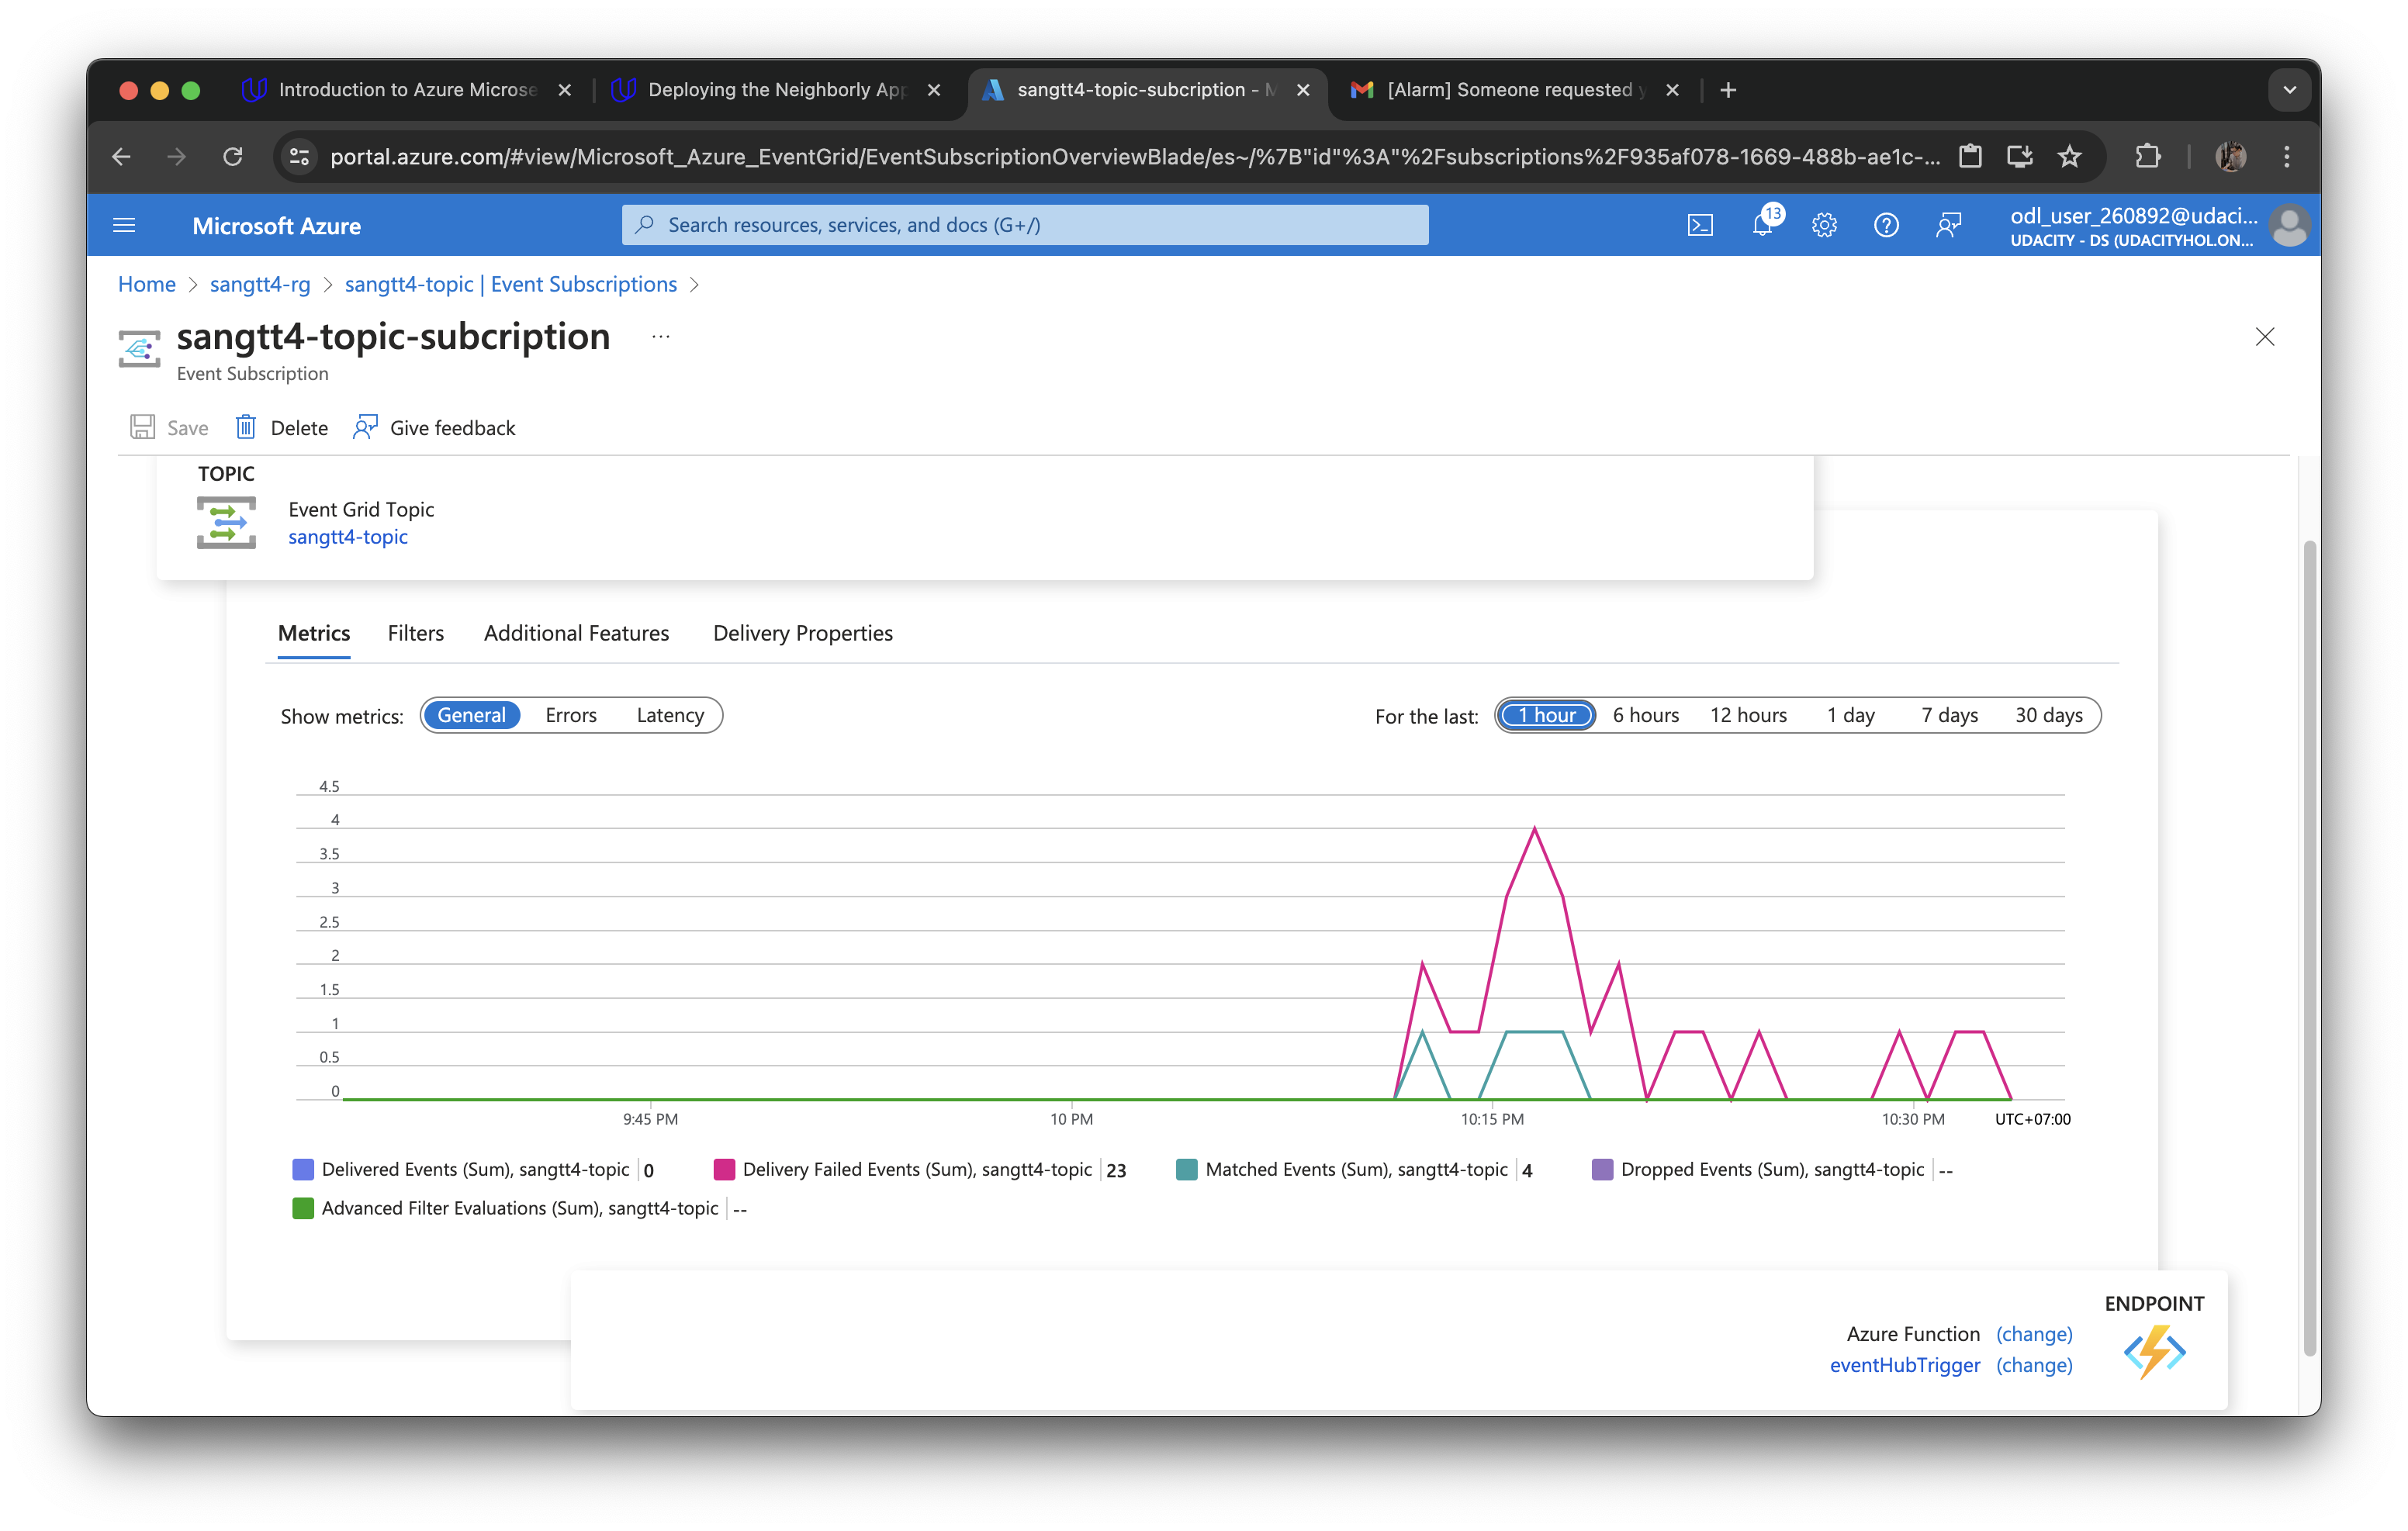 Introduction to Azure Microse
Deploying the Neighborly App
sangtt4-topic-subcription - M
[Alarm] Someone requested y
portal.azure.com/#view/Microsoft_Azure_EventGrid/EventSubscriptionOverviewBlade/es~/%7B"id"%3A"%2Fsubscriptions%2F935af078-1669-488b-ae1c-...
Microsoft Azure
Search resources, services, and docs (G+/)
13
odl_user_260892@udaci...
UDACITY - DS (UDACITYHOL.ON...
Home > sangtt4-rg > sangtt4-topic | Event Subscriptions >
sangtt4-topic-subcription ...
Event Subscription
Save Delete Give feedback
TOPIC
Event Grid Topic
sangtt4-topic
Metrics Filters Additional Features Delivery Properties
Show metrics: General Errors Latency
For the last: 1 hour 6 hours 12 hours 1 day 7 days 30 days
4.5
4
3.5
3
2.5
2
1.5
1
0.5
0
9:45 PM 10 PM 10:15 PM 10:30 PM UTC+07:00
Delivered Events (Sum), sangtt4-topic 0
Delivery Failed Events (Sum), sangtt4-topic 23
Matched Events (Sum), sangtt4-topic 4
Dropped Events (Sum), sangtt4-topic --
Advanced Filter Evaluations (Sum), sangtt4-topic --
ENDPOINT
Azure Function (change)
eventHubTrigger (change)